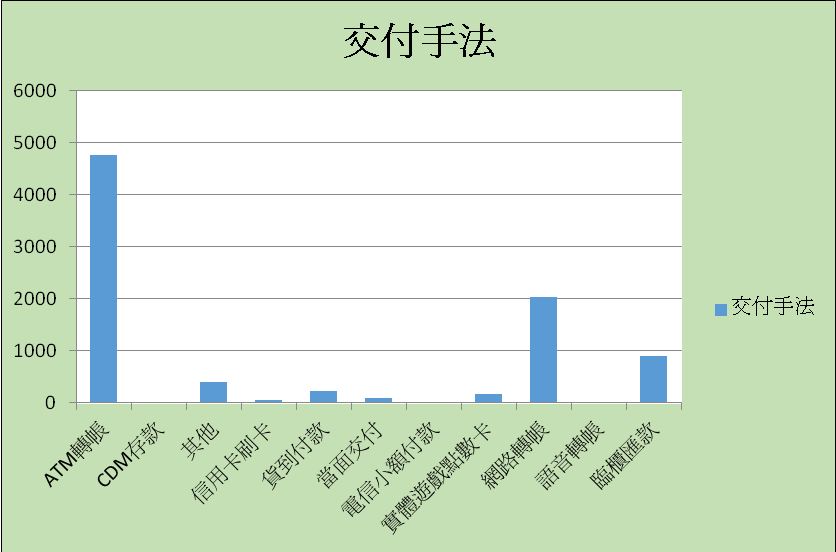 交付手法
6000
5000
4000
3000
2000
1000
0
ATM轉帳
CDM存款
其他
信用卡刷卡
貨到付款
當面交付
電信小額付款
實體遊戲點數卡
網路轉帳
語音轉帳
臨櫃匯款
交付手法